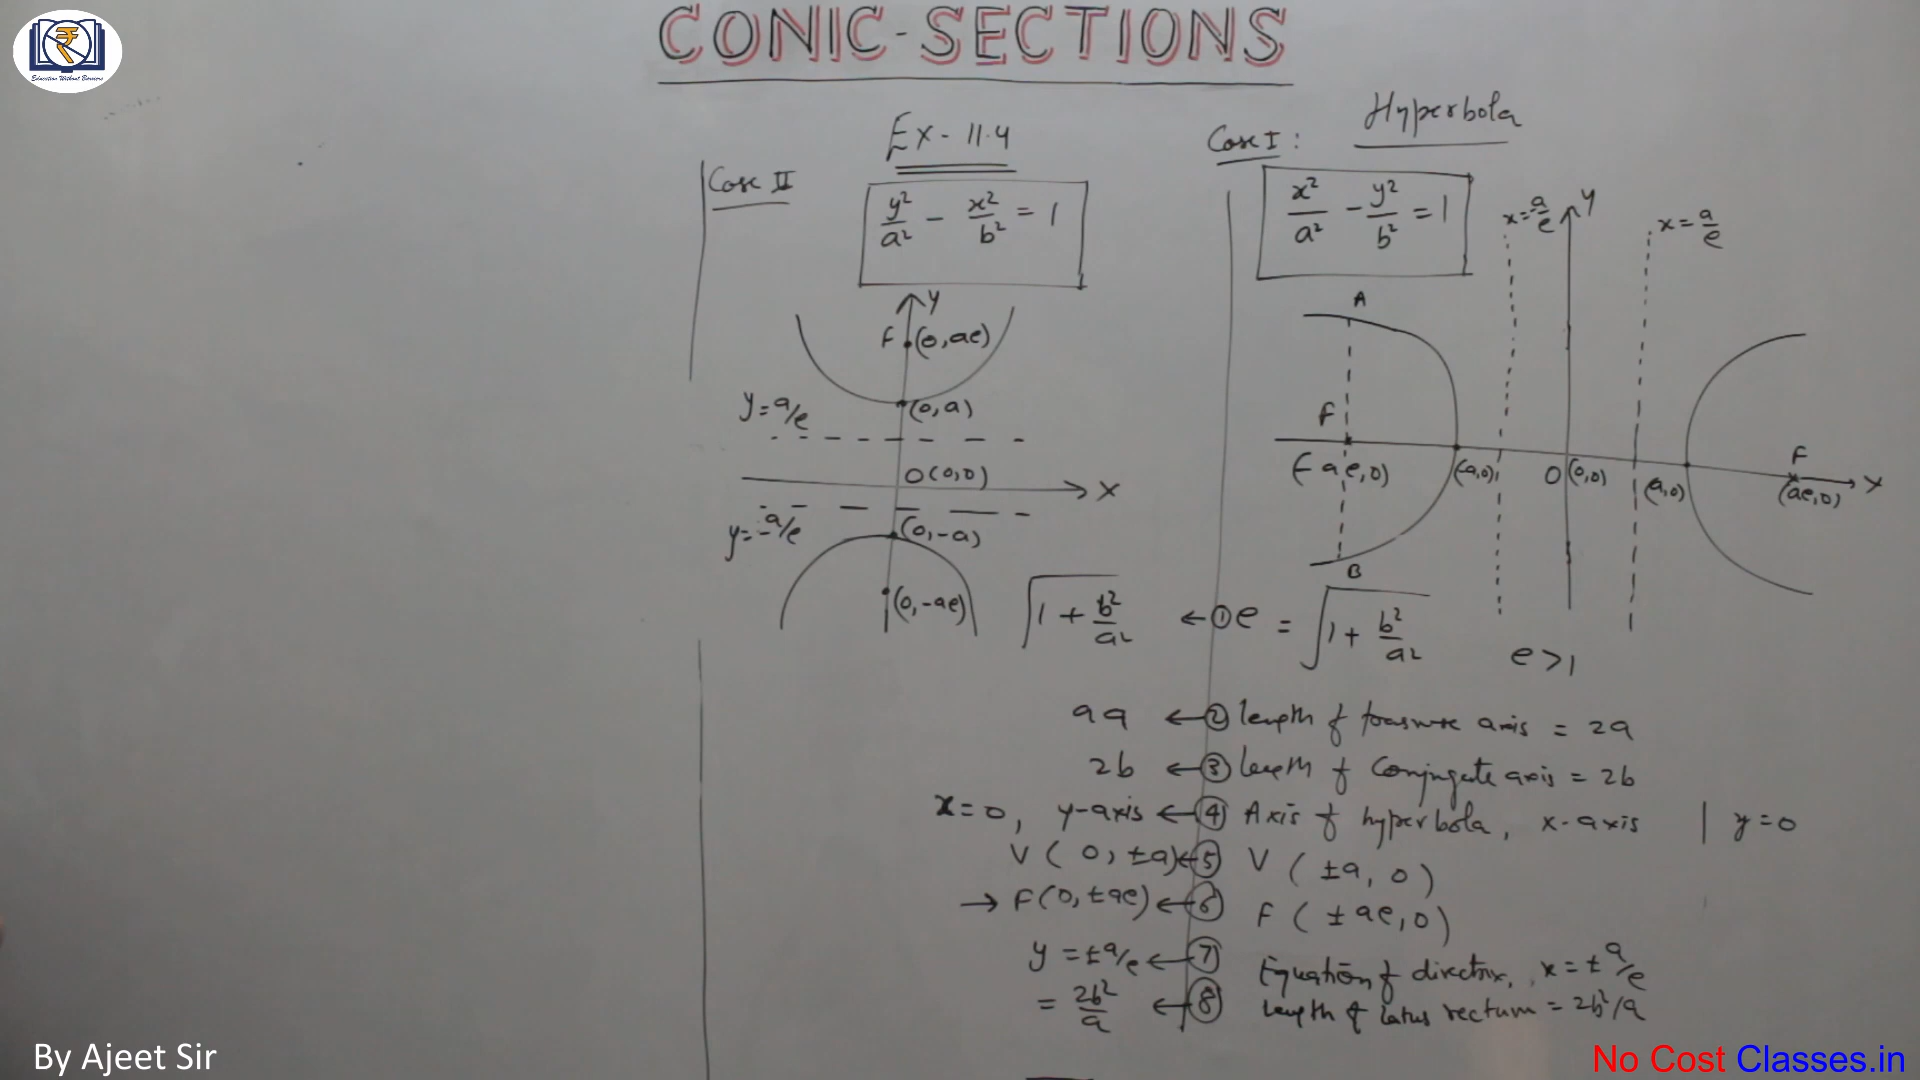 CONIC-SECTIONS
Education Without Barriers
Ex- 11.4
Case II
y²/a² - x²/b² = 1
Y
F (0, ae)
(0, a)
y = a/e
O (0,0)
X
y = -a/e
(0, -a)
(0, -ae)
Hyperbola
Case I :
x²/a² - y²/b² = 1
x = -a/e
Y
x = a/e
A
F
(-ae, 0)
(-a,0)
O (0,0)
(a,0)
F
(ae,0)
X
B
√1 + b²/a² ← ① e = √1 + b²/a²
e > 1
aa ← ② length of transverse axis = 2a
2b ← ③ length of Conjugate axis = 2b
x=0, y-axis ← ④ Axis of hyperbola, x-axis | y=0
V ( 0, ±a) ← ⑤ V ( ±a, 0 )
→ F(0, ±ae) ← ⑥ F ( ±ae, 0 )
y = ±a/e ← ⑦ Equation of directrix, x = ± a/e
= 2b²/a ← ⑧ Length of latus rectum = 2b²/a
By Ajeet Sir
No Cost Classes.in